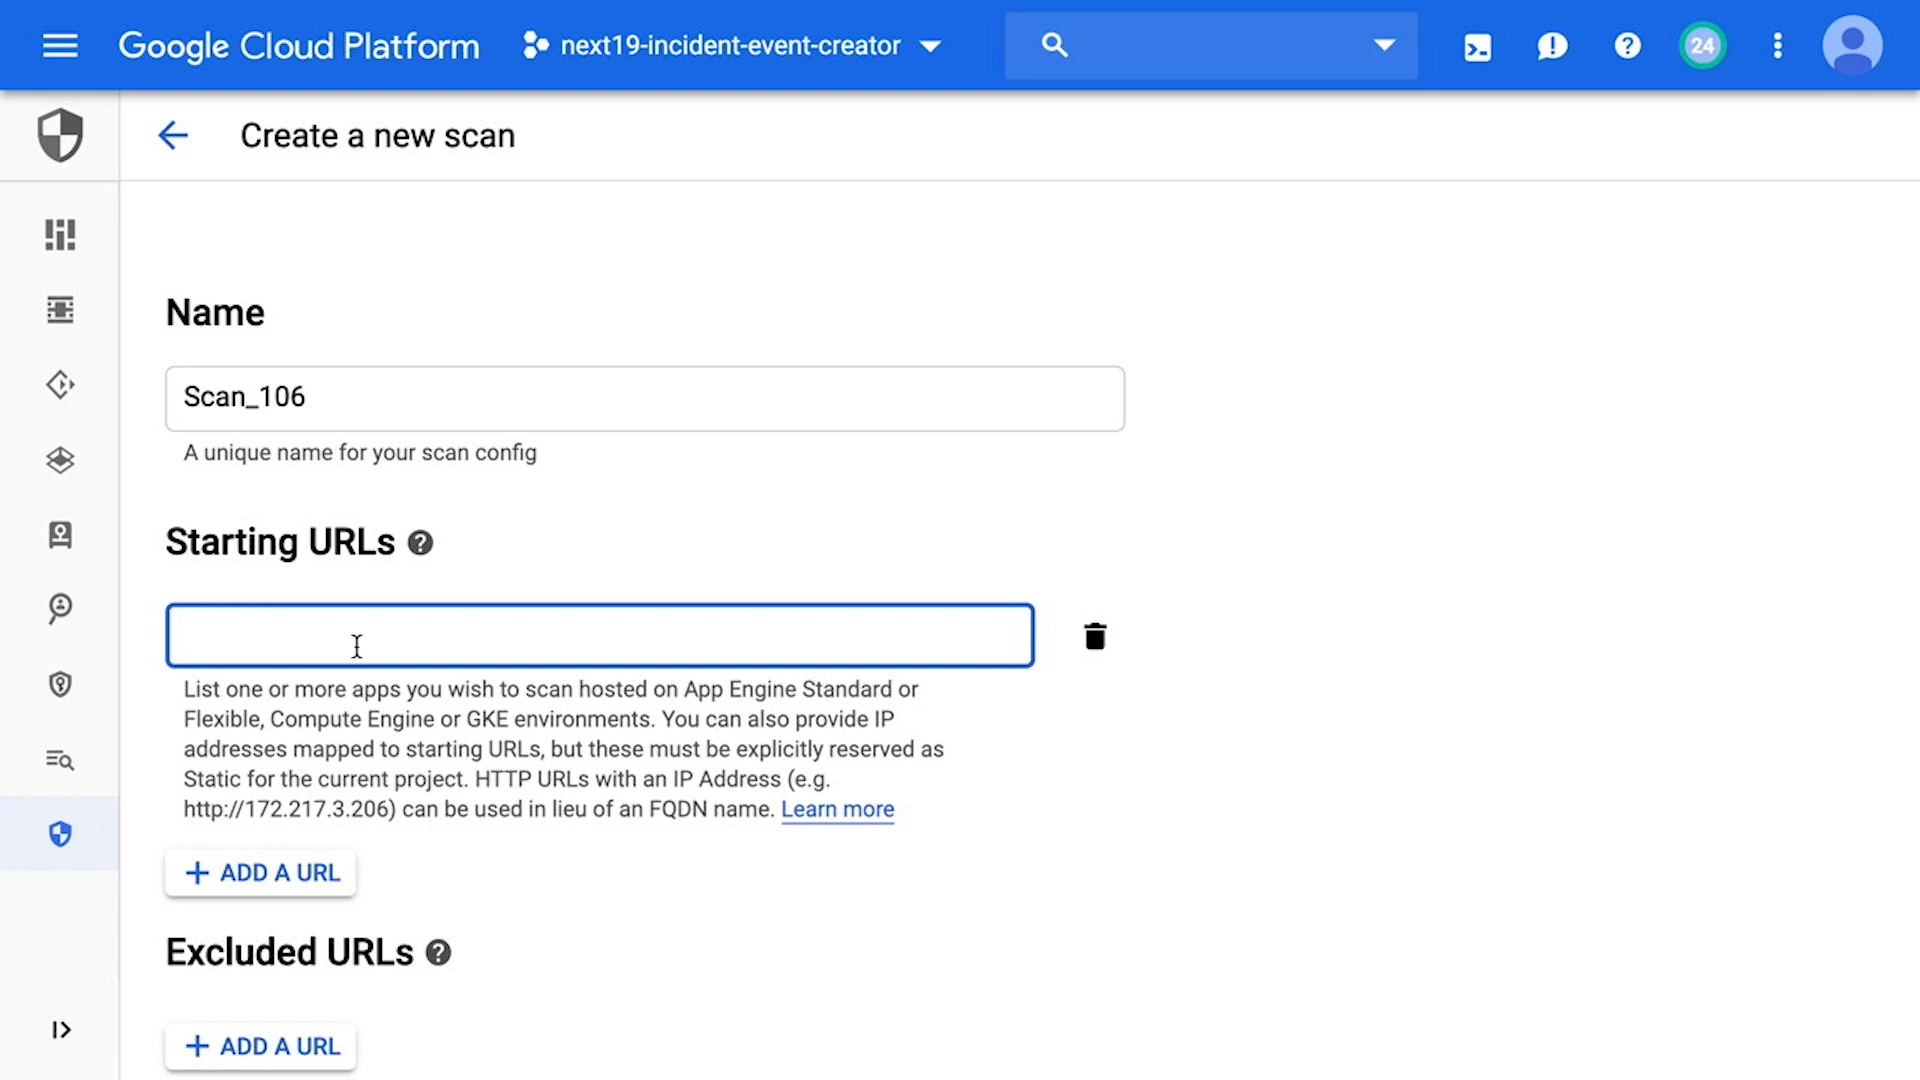 Google Cloud Platform
next19-incident-event-creator
24
Create a new scan
Name
Scan_106
A unique name for your scan config
Starting URLs
List one or more apps you wish to scan hosted on App Engine Standard or
Flexible, Compute Engine or GKE environments. You can also provide IP
addresses mapped to starting URLs, but these must be explicitly reserved as
Static for the current project. HTTP URLs with an IP Address (e.g.
http://172.217.3.206) can be used in lieu of an FQDN name. Learn more
ADD A URL
Excluded URLs
ADD A URL